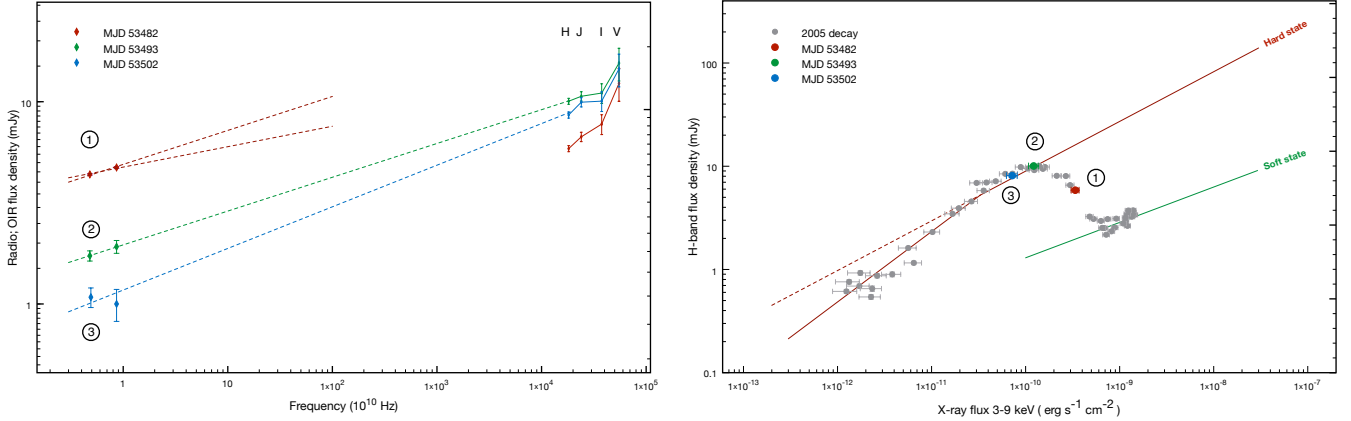 MJD 53482
MJD 53493
MJD 53502
H J I V
10
1
1
2
3
Radio; OIR flux density (mJy)
1
10
1×10²
1×10³
1×10⁴
1×10⁵
Frequency (10¹⁰ Hz)
2005 decay
MJD 53482
MJD 53493
MJD 53502
Hard state
Soft state
100
10
1
0.1
2
1
3
H-band flux density (mJy)
1×10⁻¹³
1×10⁻¹²
1×10⁻¹¹
1×10⁻¹⁰
1×10⁻⁹
1×10⁻⁸
1×10⁻⁷
X-ray flux 3-9 keV ( erg s⁻¹ cm⁻²)